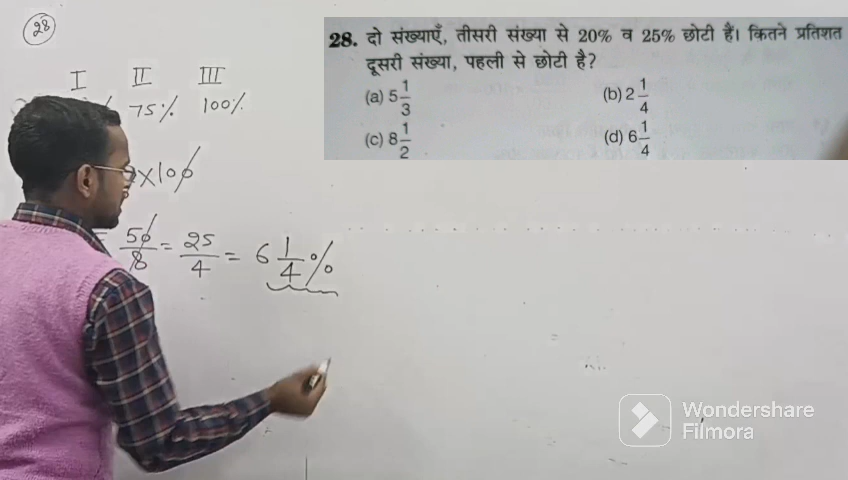 28
28. दो संख्याएँ, तीसरी संख्या से 20% व 25% छोटी हैं। कितने प्रतिशत
दूसरी संख्या, पहली से छोटी है?
(a) 5 1/3 (b) 2 1/4
(c) 8 1/2 (d) 6 1/4
I II III
75% 100%
×100
= 50/8 = 25/4 = 6 1/4 %
Wondershare
Filmora